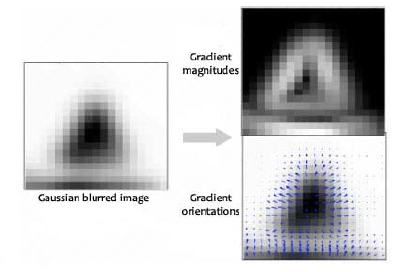 Gradient
magnitudes
Gaussian blurred image
Gradient
orientations